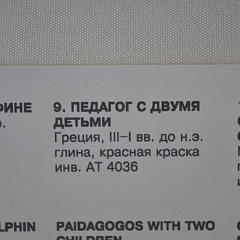 ФИНЕ
9. ПЕДАГОГ С ДВУМЯ
ДЕТЬМИ
Греция, III–I вв. до н.э.
глина, красная краска
инв. АТ 4036
LPHIN
PAIDAGOGOS WITH TWO
CHILDREN